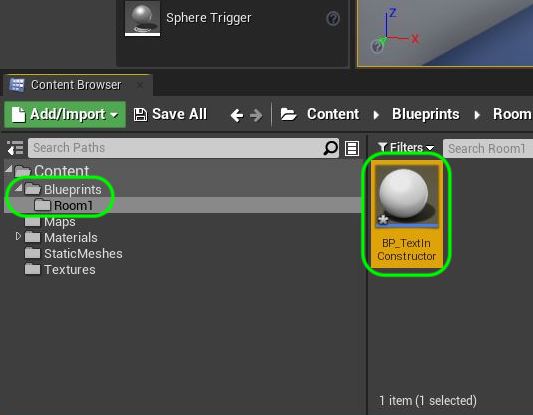 Sphere Trigger
?
Z
X
?
Content Browser
Add/Import Save All Content Blueprints Room
Search Paths
Filters Search Room1
Content
Blueprints
Room1
Maps
Materials
StaticMeshes
Textures
BP_TextIn
Constructor
1 item (1 selected)